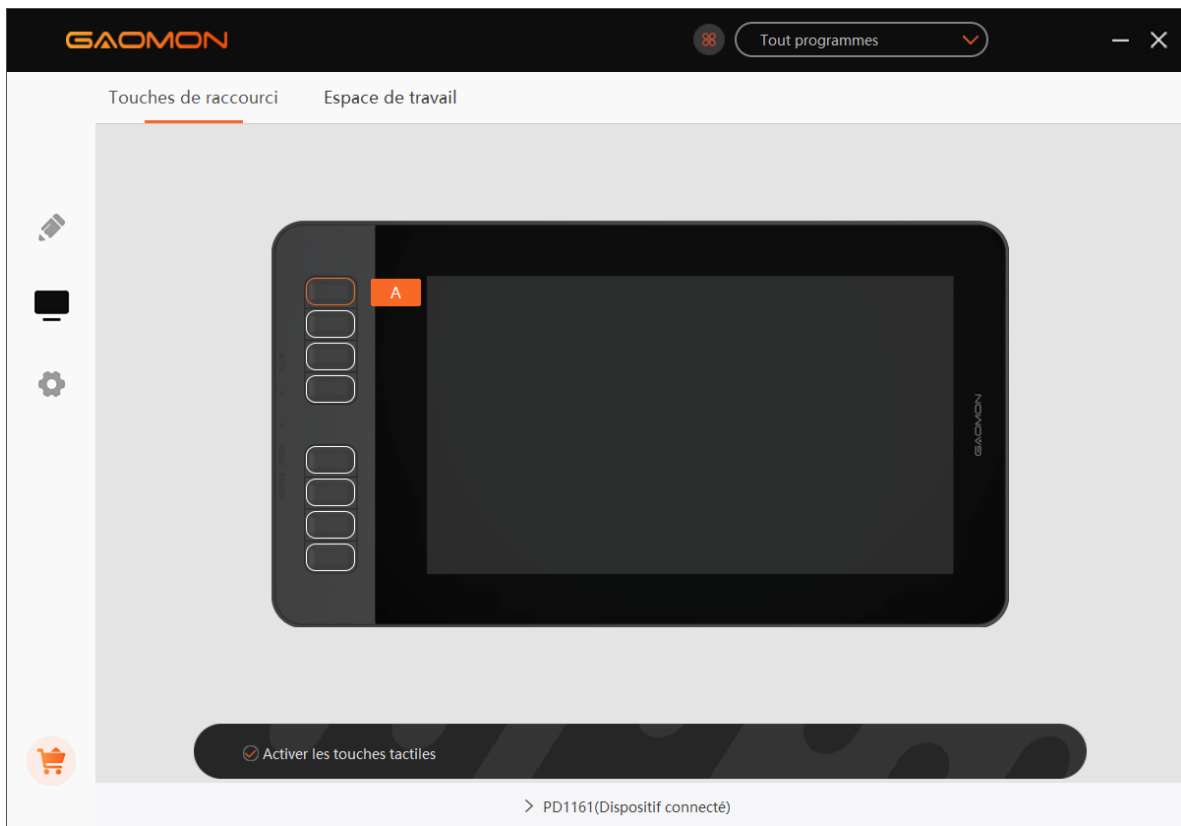 GAOMON
Tout programmes
Touches de raccourci
Espace de travail
A
GAOMON
Activer les touches tactiles
PD1161(Dispositif connecté)